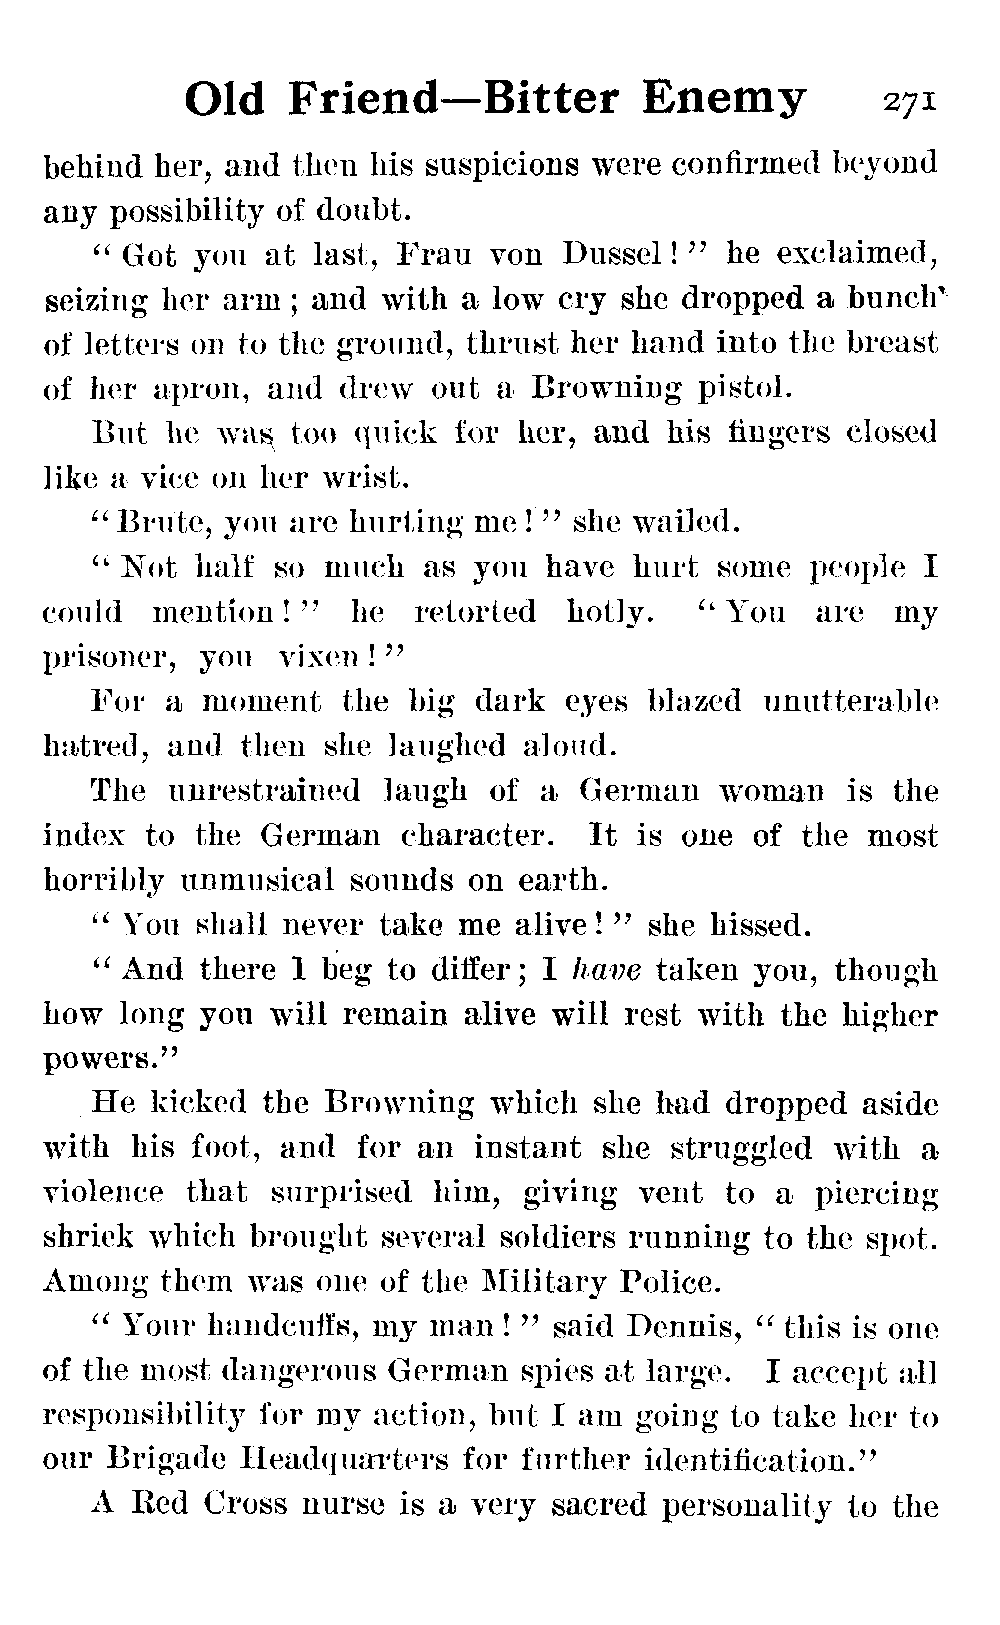 Old Friend—Bitter Enemy 271
behind her, and then his suspicions were confirmed beyond
any possibility of doubt.
“ Got you at last, Frau von Dussel ! ” he exclaimed,
seizing her arm ; and with a low cry she dropped a bunch
of letters on to the ground, thrust her hand into the breast
of her apron, and drew out a Browning pistol.
But he was too quick for her, and his fingers closed
like a vice on her wrist.
“ Brute, you are hurting me ! ” she wailed.
“ Not half so much as you have hurt some people I
could mention ! ” he retorted hotly. “ You are my
prisoner, you vixen ! ”
For a moment the big dark eyes blazed unutterable
hatred, and then she laughed aloud.
The unrestrained laugh of a German woman is the
index to the German character. It is one of the most
horribly unmusical sounds on earth.
“ You shall never take me alive ! ” she hissed.
“ And there I beg to differ ; I have taken you, though
how long you will remain alive will rest with the higher
powers.”
He kicked the Browning which she had dropped aside
with his foot, and for an instant she struggled with a
violence that surprised him, giving vent to a piercing
shriek which brought several soldiers running to the spot.
Among them was one of the Military Police.
“ Your handcuffs, my man ! ” said Dennis, “ this is one
of the most dangerous German spies at large. I accept all
responsibility for my action, but I am going to take her to
our Brigade Headquarters for further identification.”
A Red Cross nurse is a very sacred personality to the